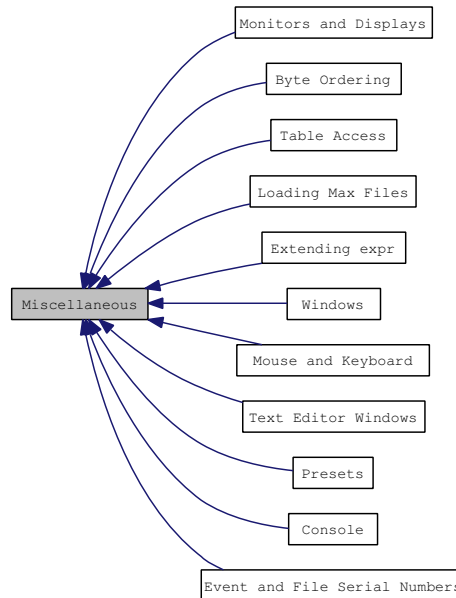 Monitors and Displays
Byte Ordering
Table Access
Loading Max Files
Extending expr
Miscellaneous
Windows
Mouse and Keyboard
Text Editor Windows
Presets
Console
Event and File Serial Numbers